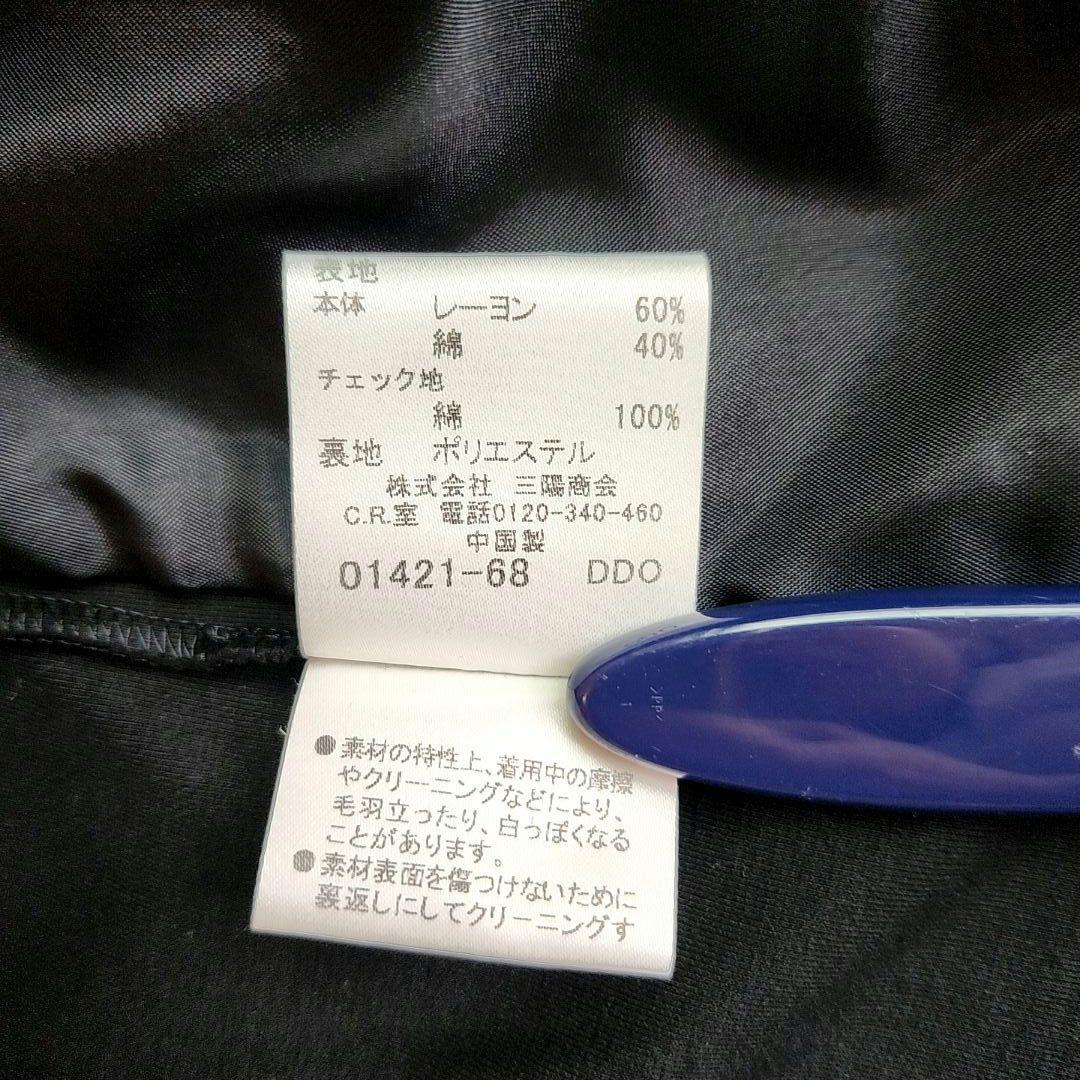 表地
本体 レーヨン 60%
綿 40%
チェック地
綿 100%
裏地 ポリエステル
株式会社 三陽商会
C.R.室 電話0120-340-460
中国製
01421-68 DDO
●素材の特性上、着用中の摩擦
やクリーニングなどにより、
毛羽立ったり、白っぽくなる
ことがあります。
●素材表面を傷つけないために
裏返しにしてクリーニングす
>PP<